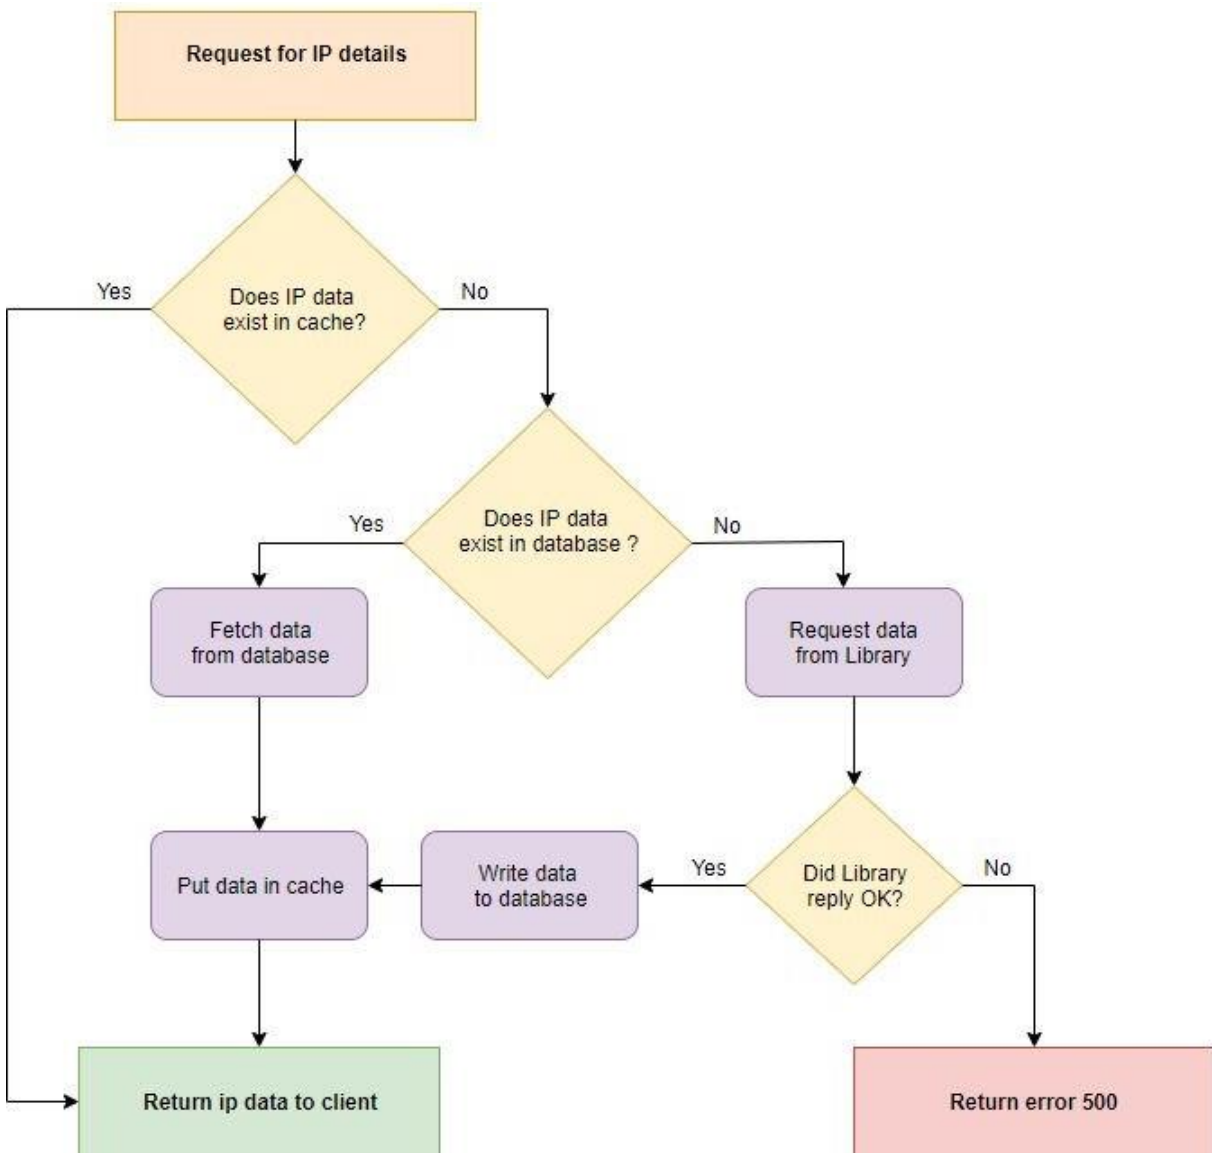 Request for IP details
Yes
No
Does IP data
exist in cache?
Yes
No
Does IP data
exist in database ?
Fetch data
from database
Request data
from Library
Put data in cache
Write data
to database
Yes
Did Library
reply OK?
No
Return ip data to client
Return error 500